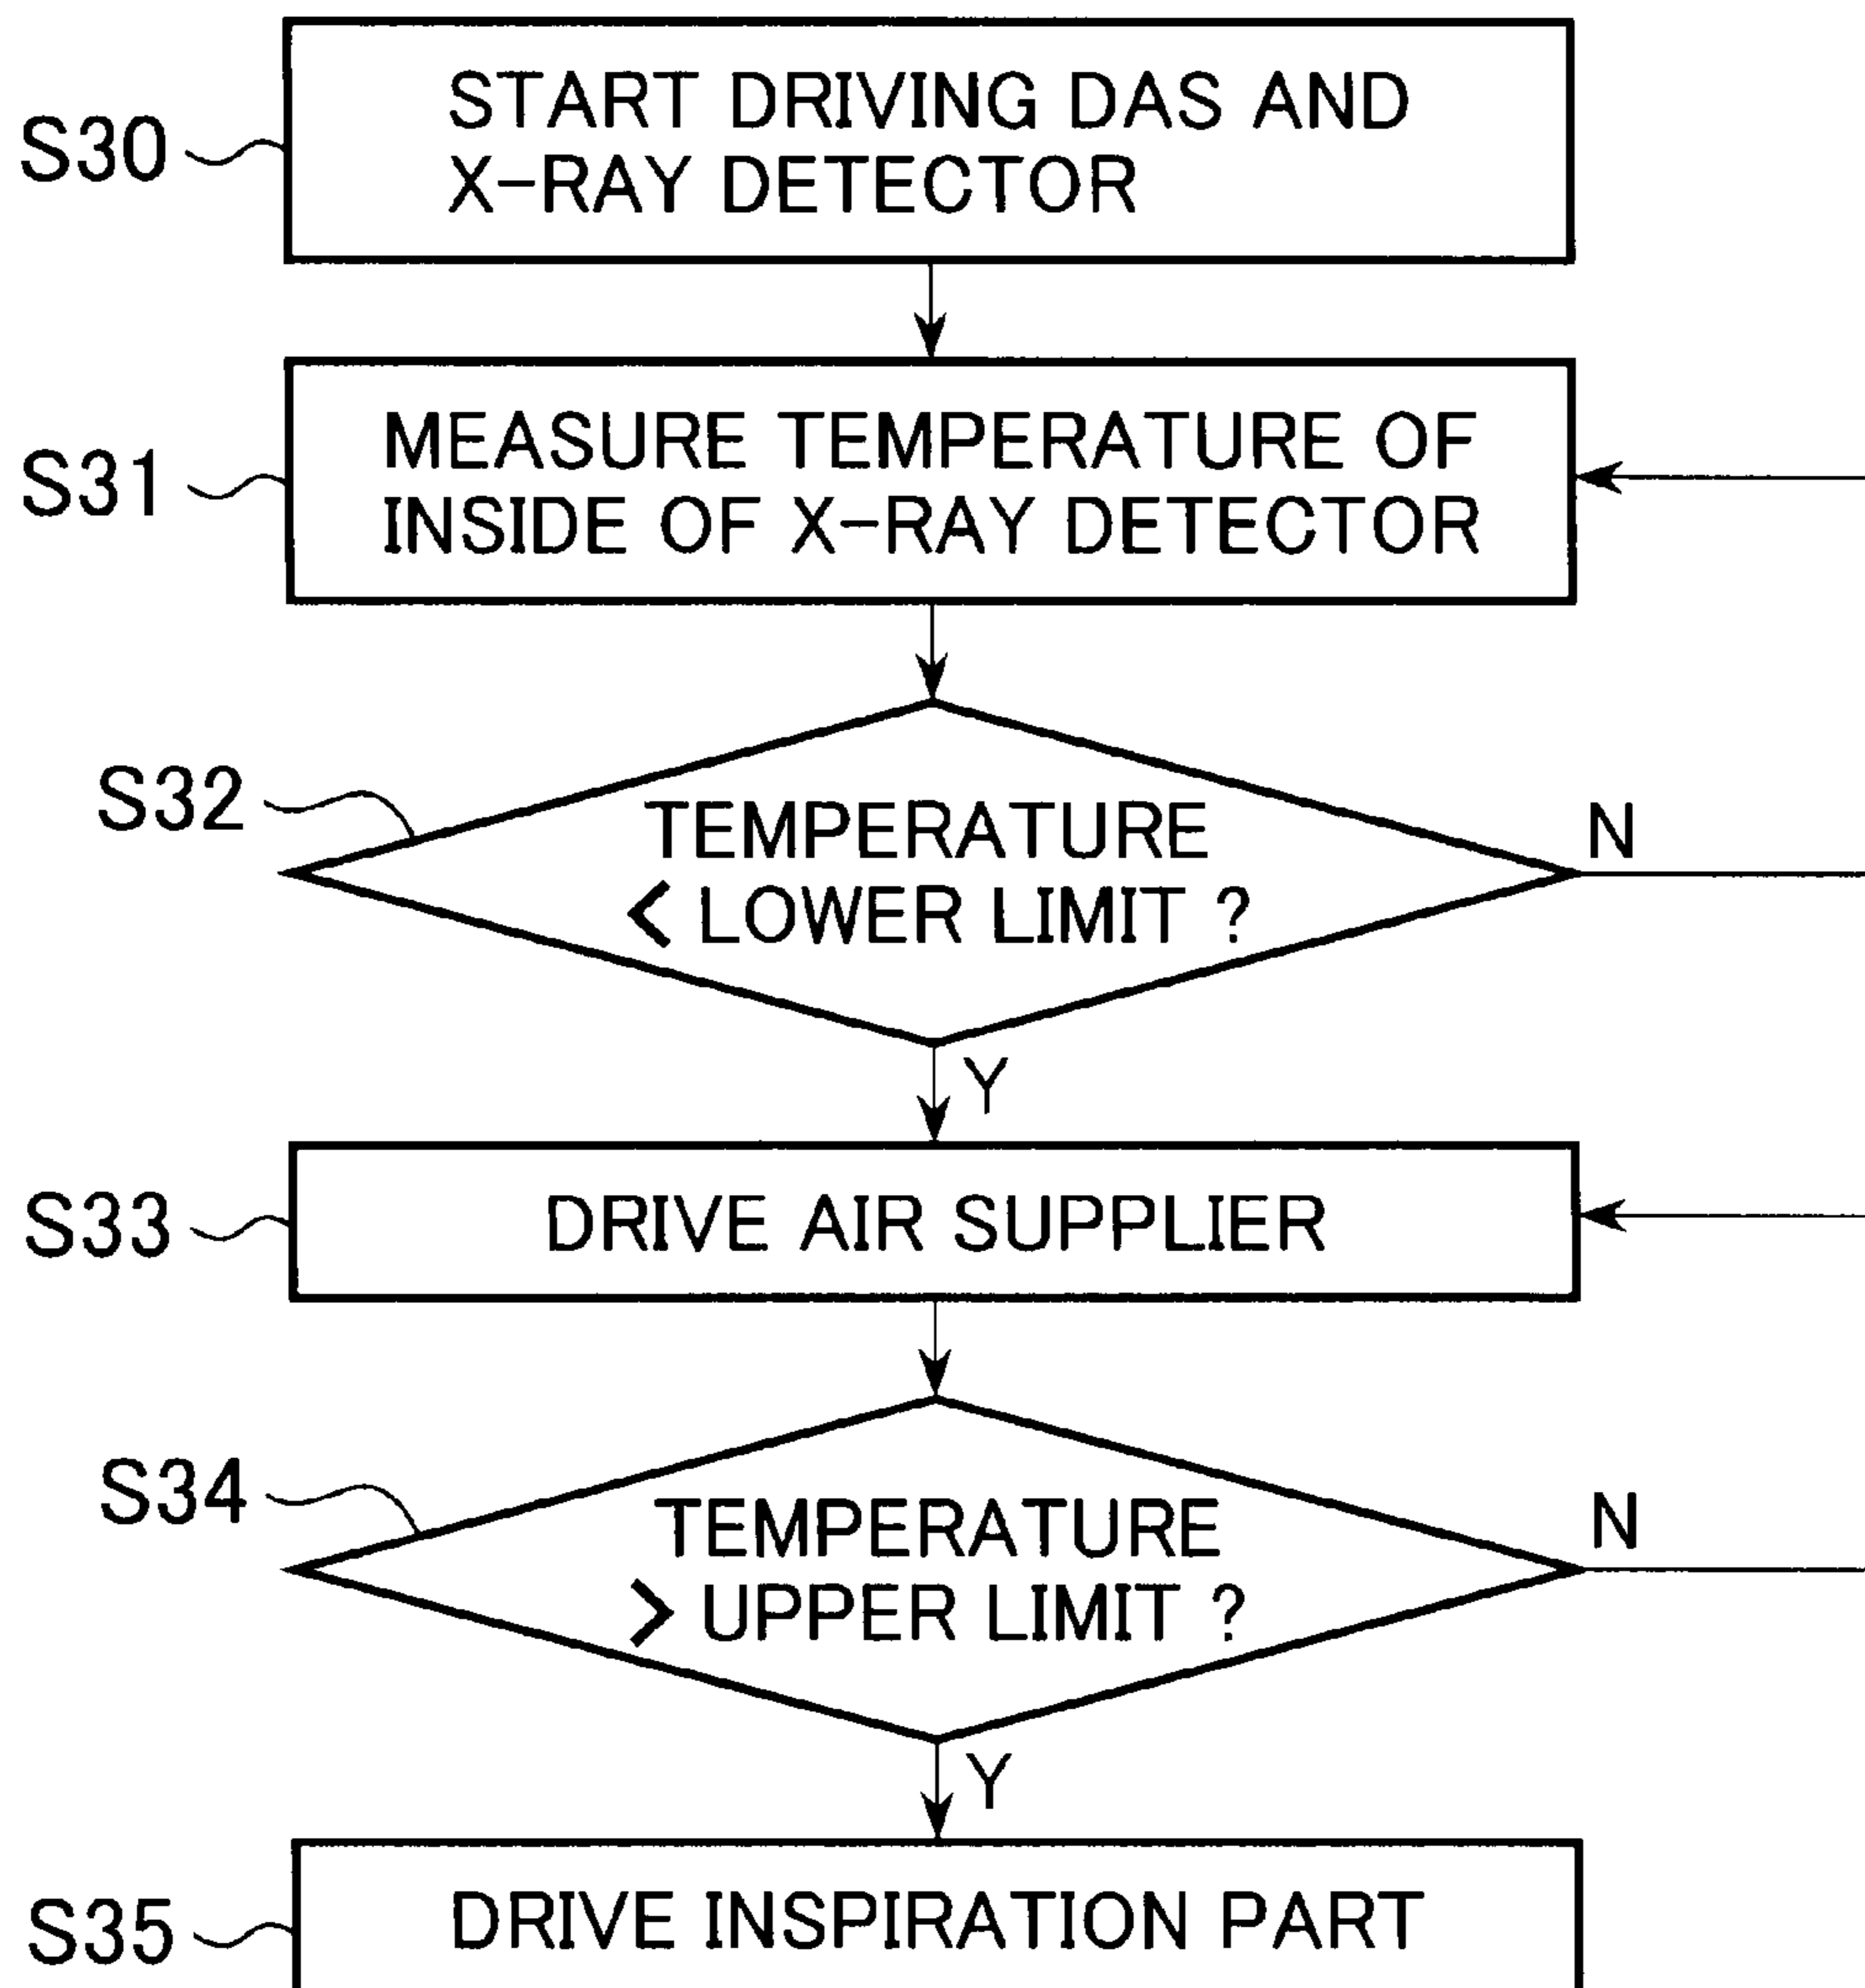 S30
START DRIVING DAS AND
X-RAY DETECTOR
S31
MEASURE TEMPERATURE OF
INSIDE OF X-RAY DETECTOR
S32
TEMPERATURE
< LOWER LIMIT ?
N
Y
S33
DRIVE AIR SUPPLIER
S34
TEMPERATURE
> UPPER LIMIT ?
N
Y
S35
DRIVE INSPIRATION PART